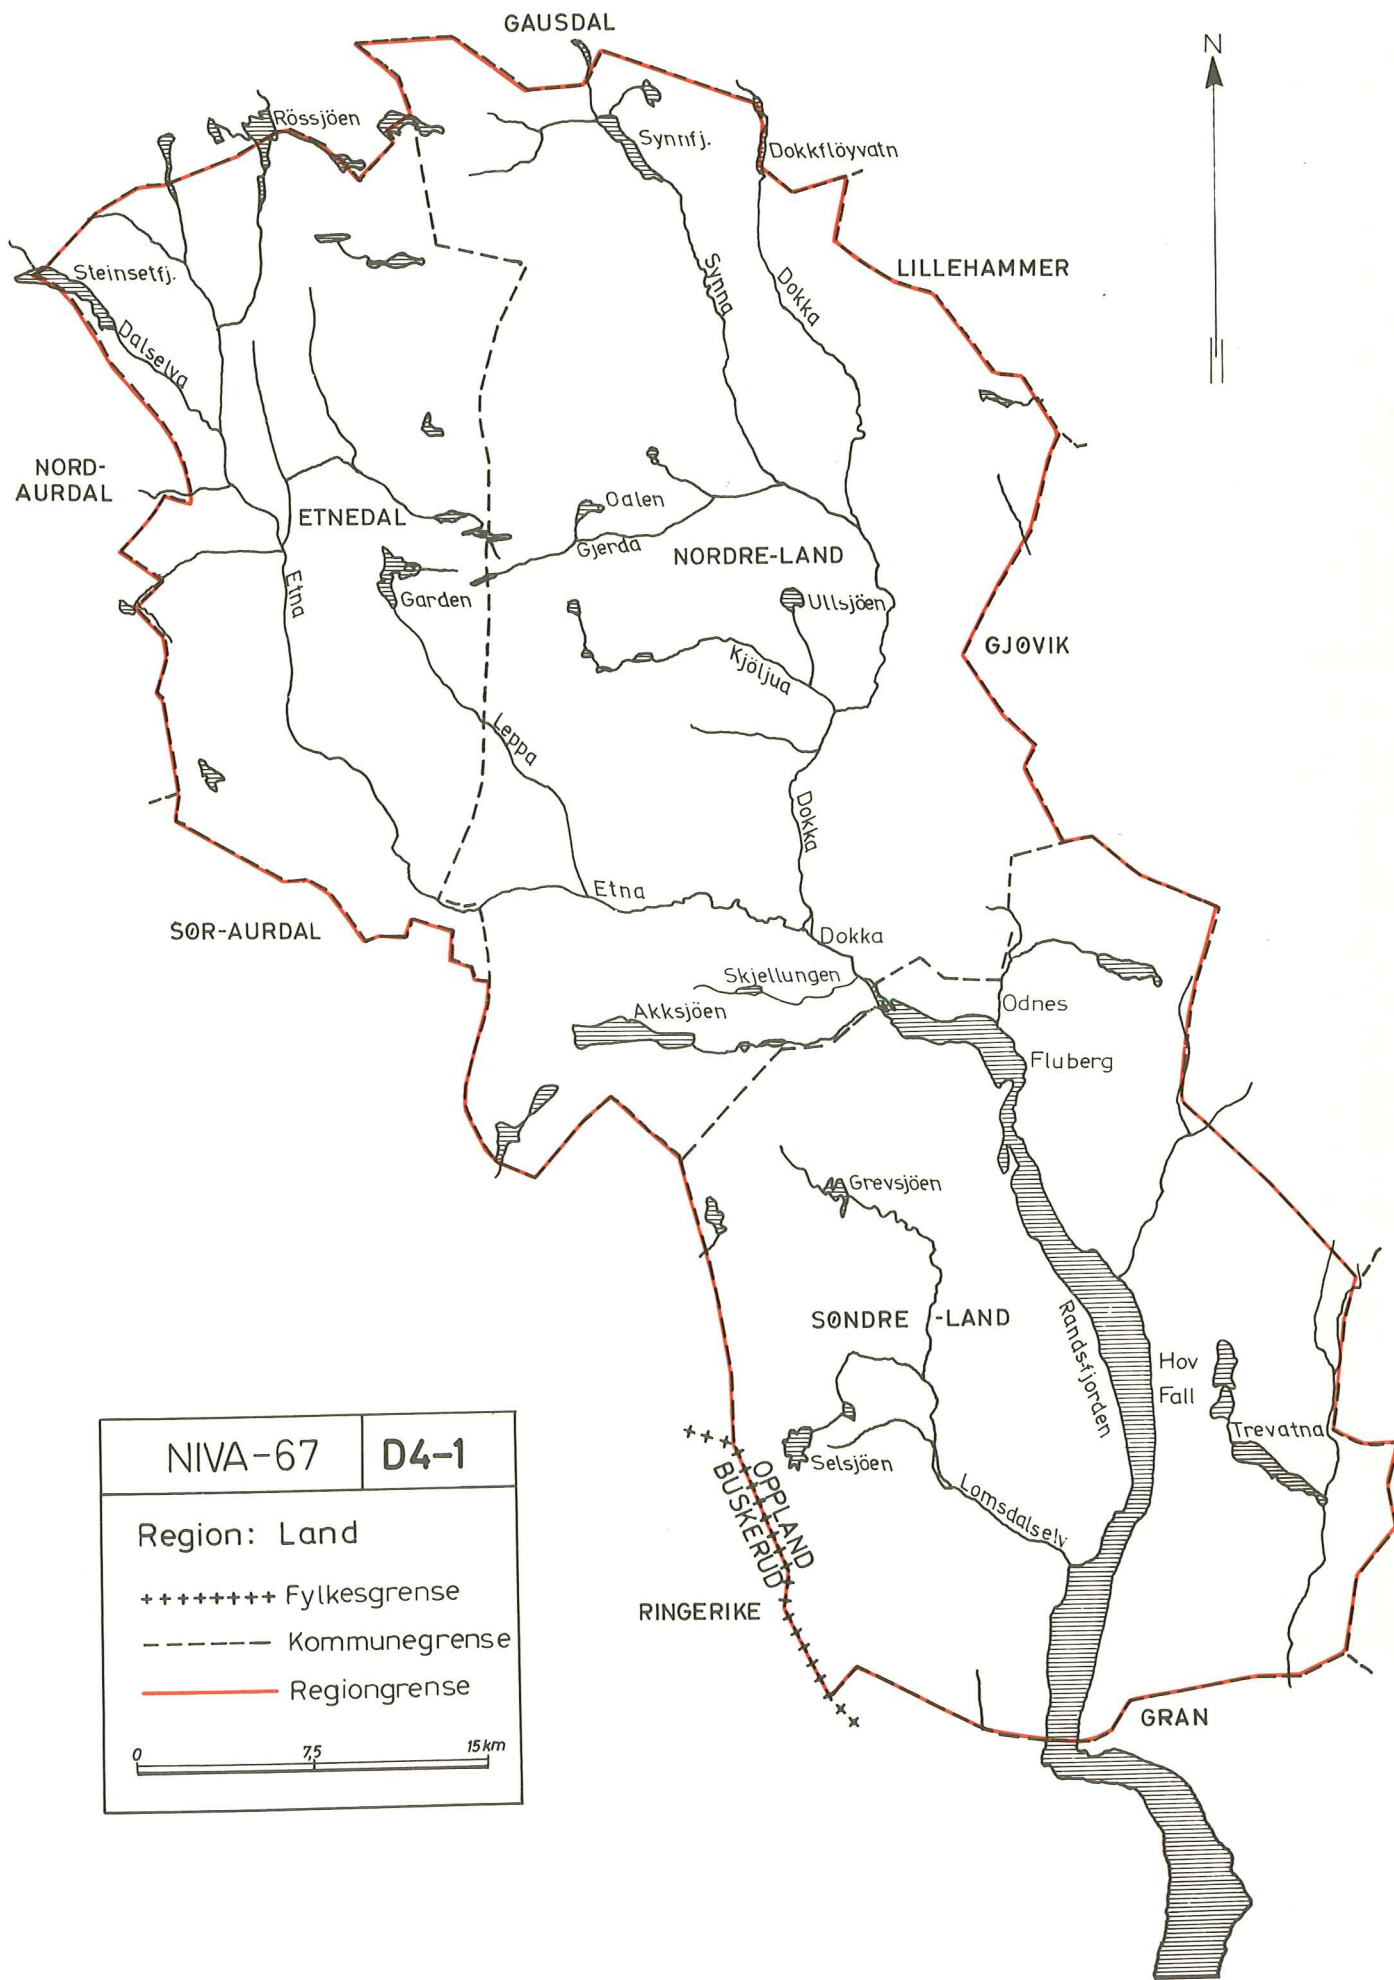 GAUSDAL
N
Rössjöen
Synnfj.
Dokkflöyvatn
Steinsetfj.
Synna
Dokka
LILLEHAMMER
Dalselva
NORD-
AURDAL
ETNEDAL
Oalen
Gjerda
NORDRE-LAND
Etna
Garden
Ullsjöen
Kjöljua
GJØVIK
Leppa
Dokka
Etna
SØR-AURDAL
Dokka
Skjellungen
Akksjöen
Odnes
Fluberg
Grevsjöen
SØNDRE -LAND
Randsfjorden
Hov
Fall
Trevatna
Selsjöen
Lomsdalselv
OPPLAND
BUSKERUD
RINGERIKE
GRAN
NIVA-67
D4-1
Region: Land
Fylkesgrense
Kommunegrense
Regiongrense
0 7,5 15 km